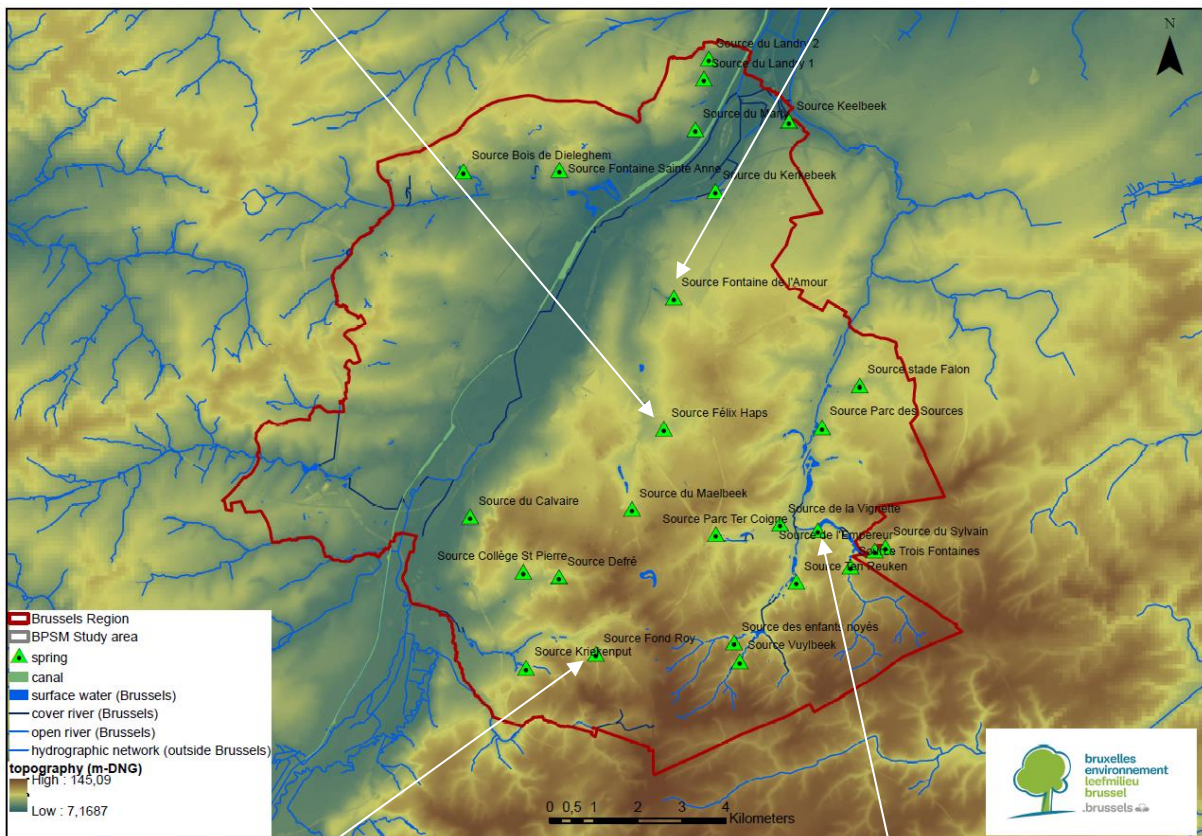 N
Source du Landry 2
Source du Landry 1
Source du
Source Keelbeek
Source Bois de Dieleghem
Source Fontaine Sainte Anne
Source du Kerkebeek
Source Fontaine de l'Amour
Source stade Falon
Source Félix Haps
Source Parc des Sources
Source du Calvaire
Source du Maelbeek
Source de la Vignette
Source Parc Ter Coigne
Source de l'Empereur
Source du Sylvain
Source Trois Fontaines
Source Collège St Pierre
Source Defré
Source Ten Reuken
Source des enfants noyés
Source Fond Roy
Source Vuylbeek
Source Kriekenput
Brussels Region
BPSM Study area
spring
canal
surface water (Brussels)
cover river (Brussels)
open river (Brussels)
hydrographic network (outside Brussels)
topography (m-DNG)
High : 145,09
Low : 7,1687
0 0,5 1 2 3 4
Kilometers
bruxelles
environnement
leefmilieu
brussel
.brussels